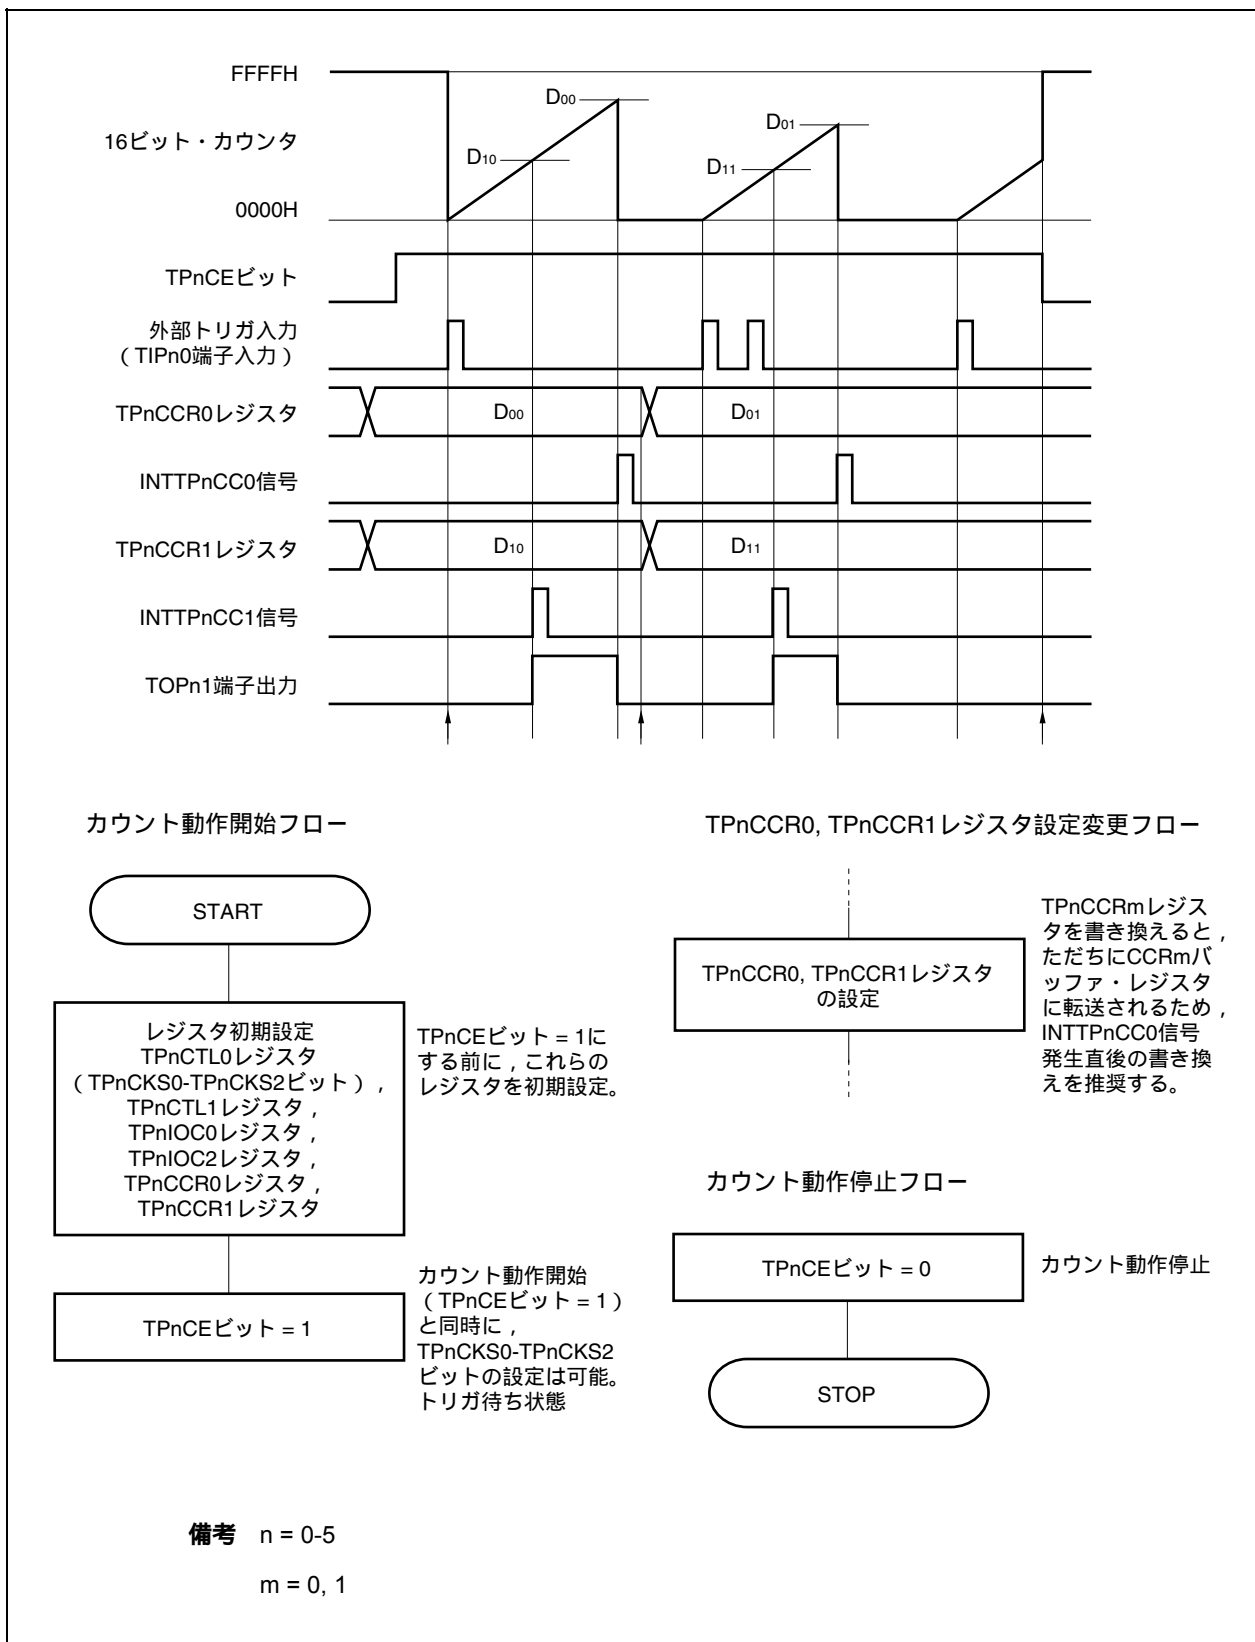 FFFFH
D00
D01
16ビット・カウンタ
D10
D11
0000H
TPnCEビット
外部トリガ入力
（TIPn0端子入力）
TPnCCR0レジスタ
D00
D01
INTTPnCC0信号
TPnCCR1レジスタ
D10
D11
INTTPnCC1信号
TOPn1端子出力
カウント動作開始フロー
START
レジスタ初期設定
TPnCTL0レジスタ
（TPnCKS0-TPnCKS2ビット），
TPnCTL1レジスタ，
TPnIOC0レジスタ，
TPnIOC2レジスタ，
TPnCCR0レジスタ，
TPnCCR1レジスタ
TPnCEビット = 1に
する前に，これらの
レジスタを初期設定。
TPnCEビット = 1
カウント動作開始
（TPnCEビット = 1）
と同時に，
TPnCKS0-TPnCKS2
ビットの設定は可能。
トリガ待ち状態
TPnCCR0, TPnCCR1レジスタ設定変更フロー
TPnCCR0, TPnCCR1レジスタ
の設定
TPnCCRmレジス
タを書き換えると，
ただちにCCRmバ
ッファ・レジスタ
に転送されるため，
INTTPnCC0信号
発生直後の書き換
えを推奨する。
カウント動作停止フロー
TPnCEビット = 0
カウント動作停止
STOP
備考 n = 0-5
m = 0, 1